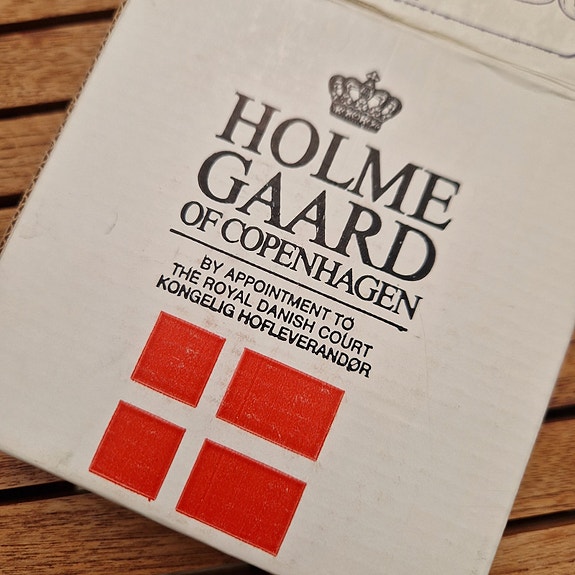 HOLME
GAARD
OF COPENHAGEN
BY APPOINTMENT TO
THE ROYAL DANISH COURT
KONGELIG HOFLEVERANDØR